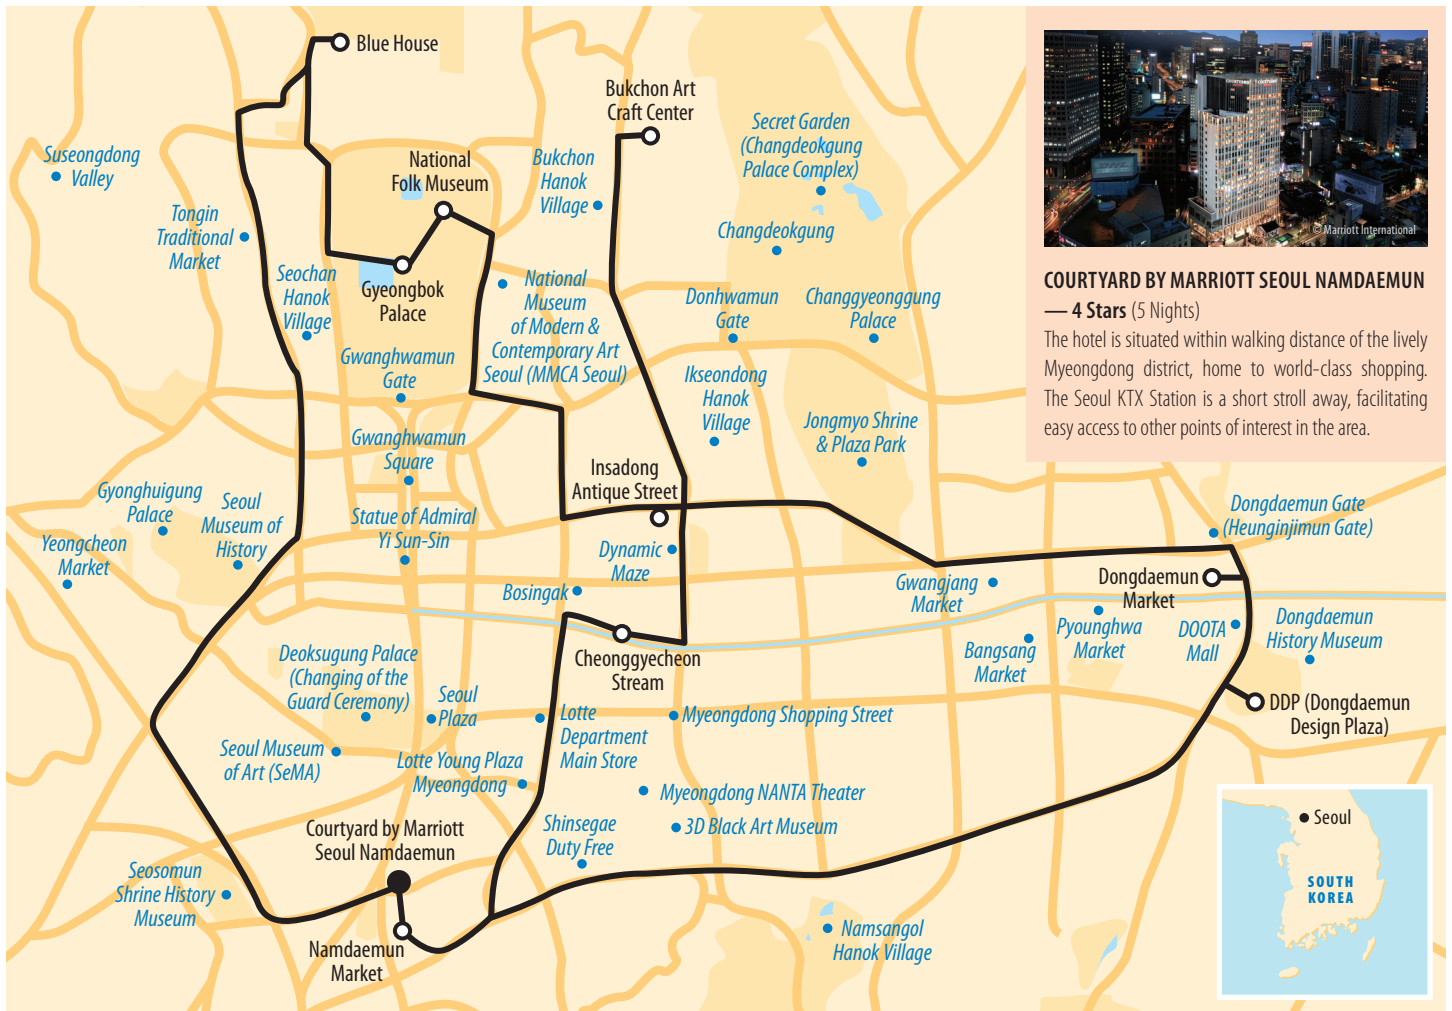 Blue House
Bukchon Art
Craft Center
Secret Garden
(Changdeokgung
Palace Complex)
Suseongdong
Valley
National
Folk Museum
Bukchon
Hanok
Village
Tongin
Traditional
Market
Changdeokgung
© Marriott International
COURTYARD BY MARRIOTT SEOUL NAMDAEMUN
— 4 Stars (5 Nights)
The hotel is situated within walking distance of the lively
Myeongdong district, home to world-class shopping.
The Seoul KTX Station is a short stroll away, facilitating
easy access to other points of interest in the area.
Seochan
Hanok
Village
Gyeongbok
Palace
National
Museum
of Modern &
Contemporary Art
Seoul (MMCA Seoul)
Donhwamun
Gate
Changgyeonggung
Palace
Gwanghwamun
Gate
Ikseondong
Hanok
Village
Jongmyo Shrine
& Plaza Park
Gwanghwamun
Square
Insadong
Antique Street
Gyonghuigung
Palace
Seoul
Museum of
History
Statue of Admiral
Yi Sun-Sin
Dongdaemun Gate
(Heunginjimun Gate)
Yeongcheon
Market
Dynamic
Maze
Bosingak
Gwangjang
Market
Dongdaemun
Market
Pyounghwa
Market
DOOTA
Mall
Dongdaemun
History Museum
Bangsang
Market
Cheonggyecheon
Stream
Deoksugung Palace
(Changing of the
Guard Ceremony)
Seoul
Plaza
Lotte
Department
Main Store
Myeongdong Shopping Street
DDP (Dongdaemun
Design Plaza)
Seoul Museum
of Art (SeMA)
Lotte Young Plaza
Myeongdong
Myeongdong NANTA Theater
3D Black Art Museum
Courtyard by Marriott
Seoul Namdaemun
Shinsegae
Duty Free
Seosomun
Shrine History
Museum
Namdaemun
Market
Namsangol
Hanok Village
Seoul
SOUTH
KOREA